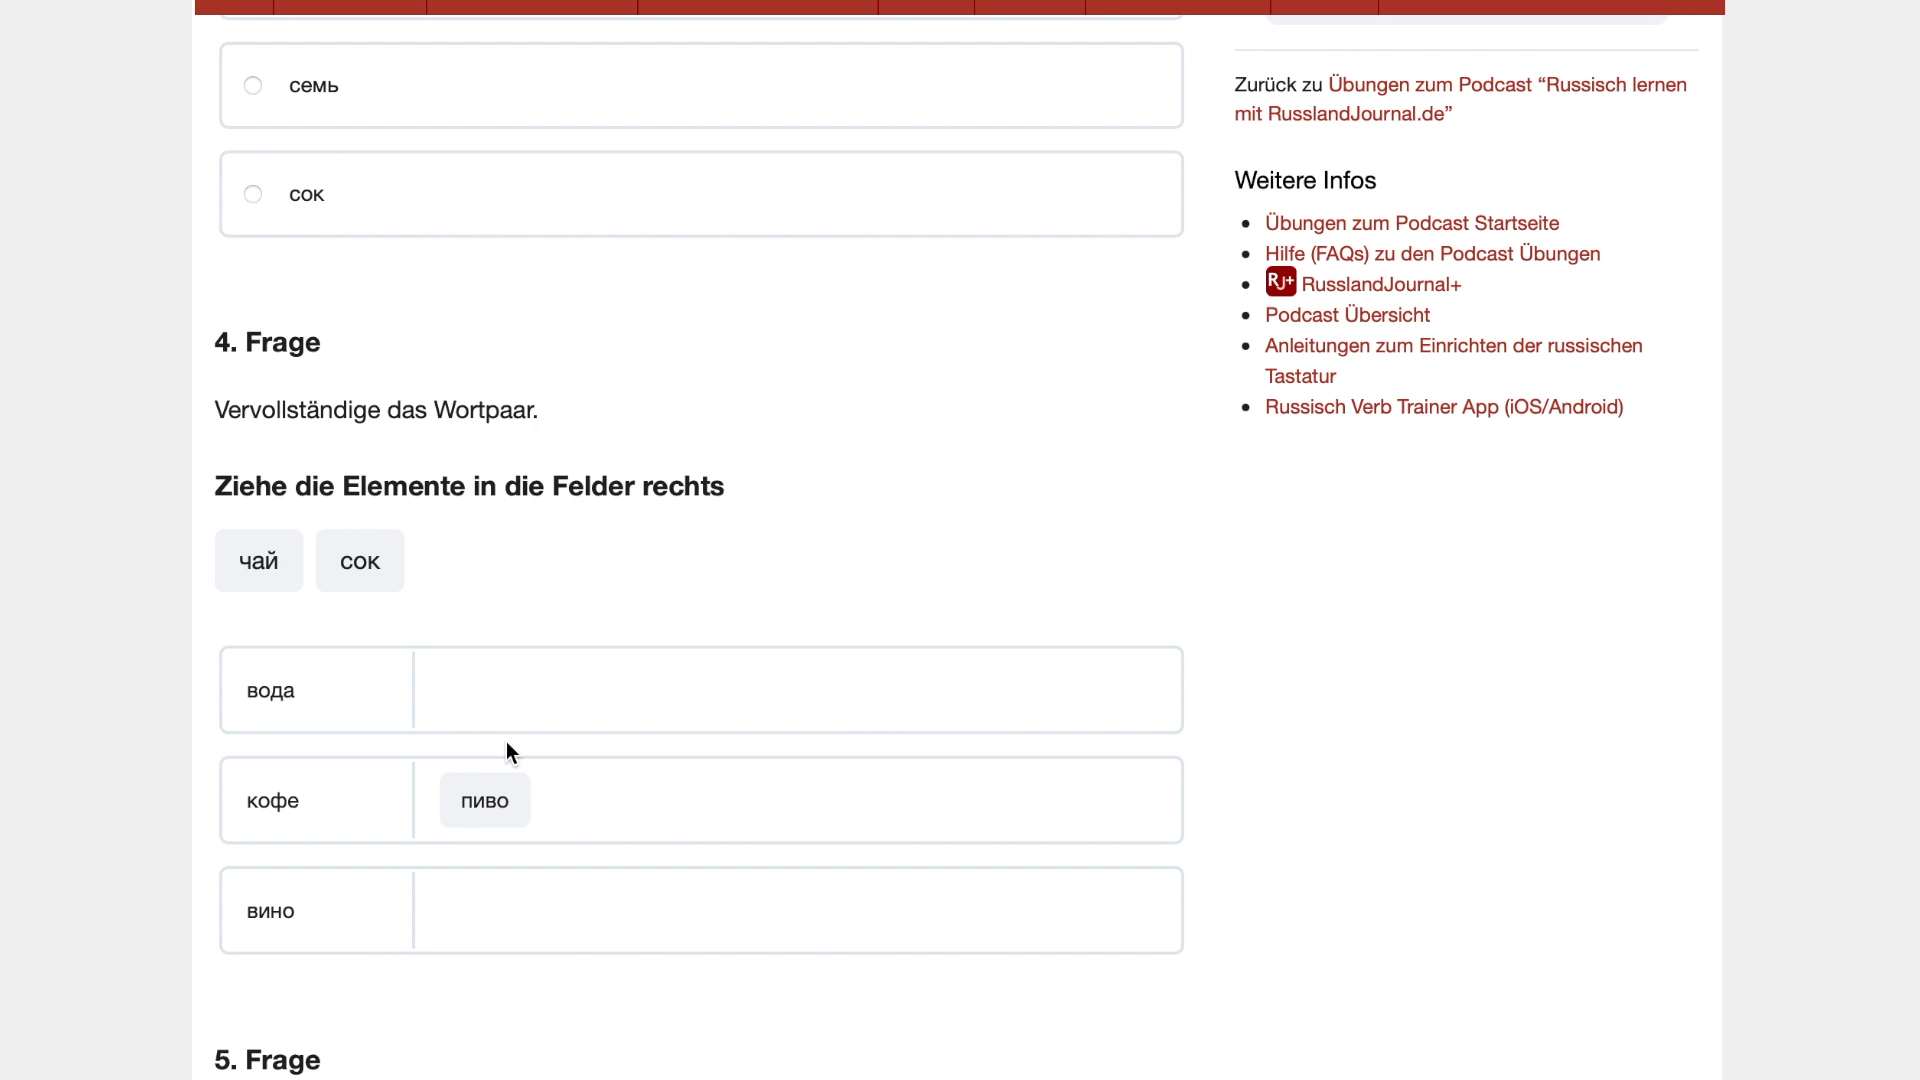 семь
сок
4. Frage
Vervollständige das Wortpaar.
Ziehe die Elemente in die Felder rechts
чай
сок
вода
кофе
пиво
вино
5. Frage
Zurück zu Übungen zum Podcast “Russisch lernen
mit RusslandJournal.de”
Weitere Infos
Übungen zum Podcast Startseite
Hilfe (FAQs) zu den Podcast Übungen
RJ+ RusslandJournal+
Podcast Übersicht
Anleitungen zum Einrichten der russischen
Tastatur
Russisch Verb Trainer App (iOS/Android)